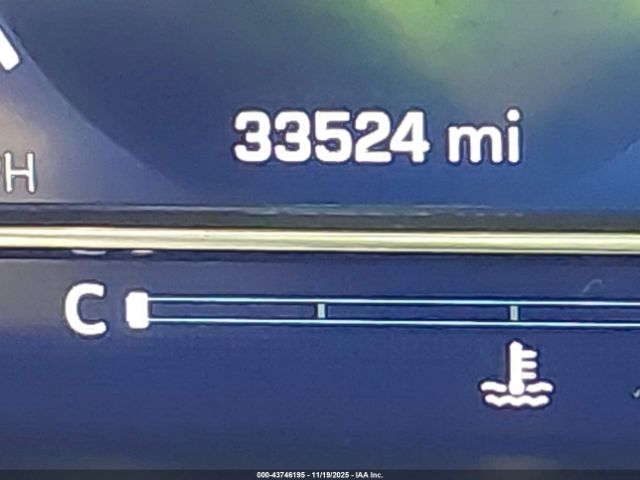 33524 mi
H
C
000-43746195 - 11/19/2025 - IAA Inc.